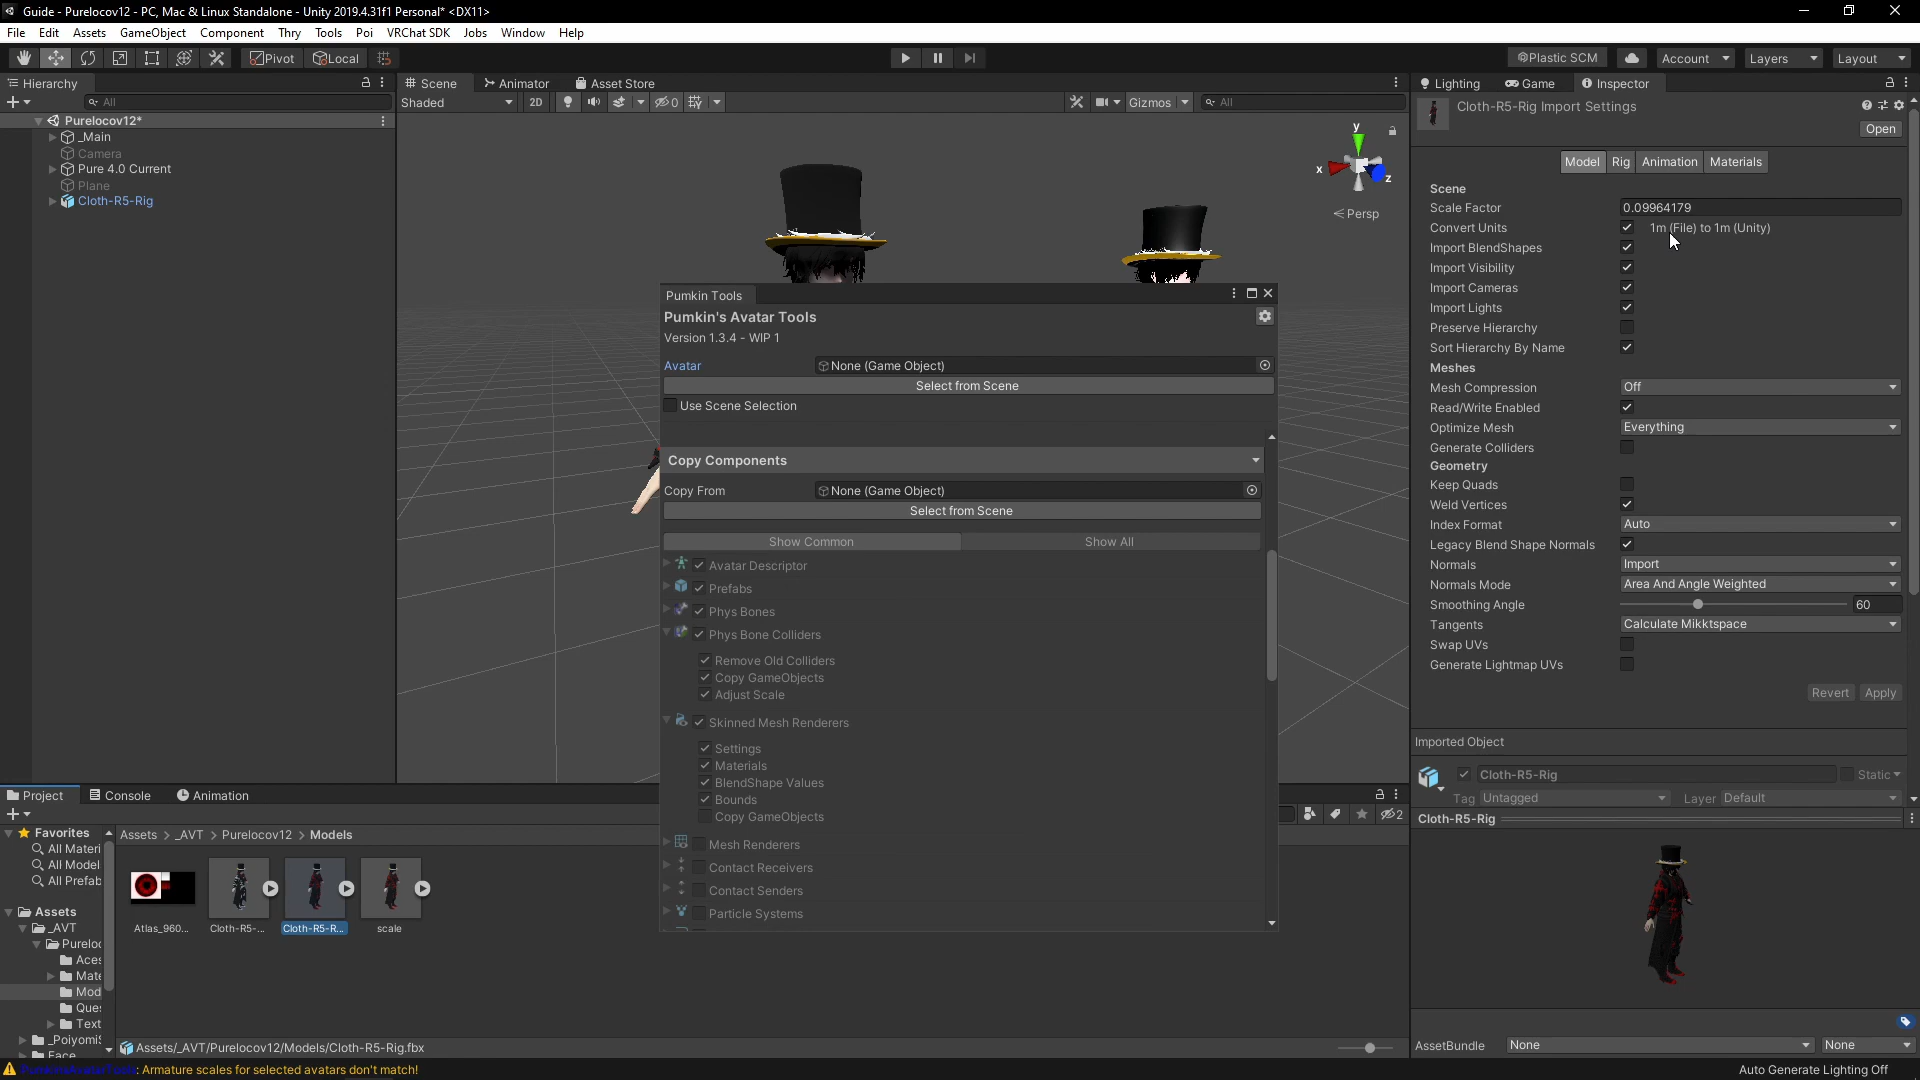 Guide - Purelocov12 - PC, Mac & Linux Standalone - Unity 2019.4.31f1 Personal* <DX11>
File Edit Assets GameObject Component Thry Tools Poi VRChat SDK Jobs Window Help
Pivot Local Plastic SCM Account Layers Layout
Hierarchy
All
Purelocov12*
_Main
Camera
Pure 4.0 Current
Plane
Cloth-R5-Rig
Scene Animator Asset Store
Shaded 2D 0 Gizmos All
y
x
z
Persp
Pumkin Tools
Pumkin's Avatar Tools
Version 1.3.4 - WIP 1
Avatar None (Game Object)
Select from Scene
Use Scene Selection
Copy Components
Copy From None (Game Object)
Select from Scene
Show Common Show All
Avatar Descriptor
Prefabs
Phys Bones
Phys Bone Colliders
Remove Old Colliders
Copy GameObjects
Adjust Scale
Skinned Mesh Renderers
Settings
Materials
BlendShape Values
Bounds
Copy GameObjects
Mesh Renderers
Contact Receivers
Contact Senders
Particle Systems
Lighting Game Inspector
Cloth-R5-Rig Import Settings
Open
Model Rig Animation Materials
Scene
Scale Factor 0.09964179
Convert Units 1m (File) to 1m (Unity)
Import BlendShapes
Import Visibility
Import Cameras
Import Lights
Preserve Hierarchy
Sort Hierarchy By Name
Meshes
Mesh Compression Off
Read/Write Enabled
Optimize Mesh Everything
Generate Colliders
Geometry
Keep Quads
Weld Vertices
Index Format Auto
Legacy Blend Shape Normals
Normals Import
Normals Mode Area And Angle Weighted
Smoothing Angle 60
Tangents Calculate Mikktspace
Swap UVs
Generate Lightmap UVs
Revert Apply
Imported Object
Cloth-R5-Rig Static
Tag Untagged Layer Default
Cloth-R5-Rig
AssetBundle None None
Project Console Animation
2
Favorites
All Materi
All Model
All Prefab
Assets
_AVT
Pureloc
Aces
Mate
Mod
Ques
Text
_Poiyomi
Face
Assets > _AVT > Purelocov12 > Models
Atlas_960... Cloth-R5-... Cloth-R5-R... scale
Assets/_AVT/Purelocov12/Models/Cloth-R5-Rig.fbx
PumkinsAvatarTools: Armature scales for selected avatars don't match!
Auto Generate Lighting Off